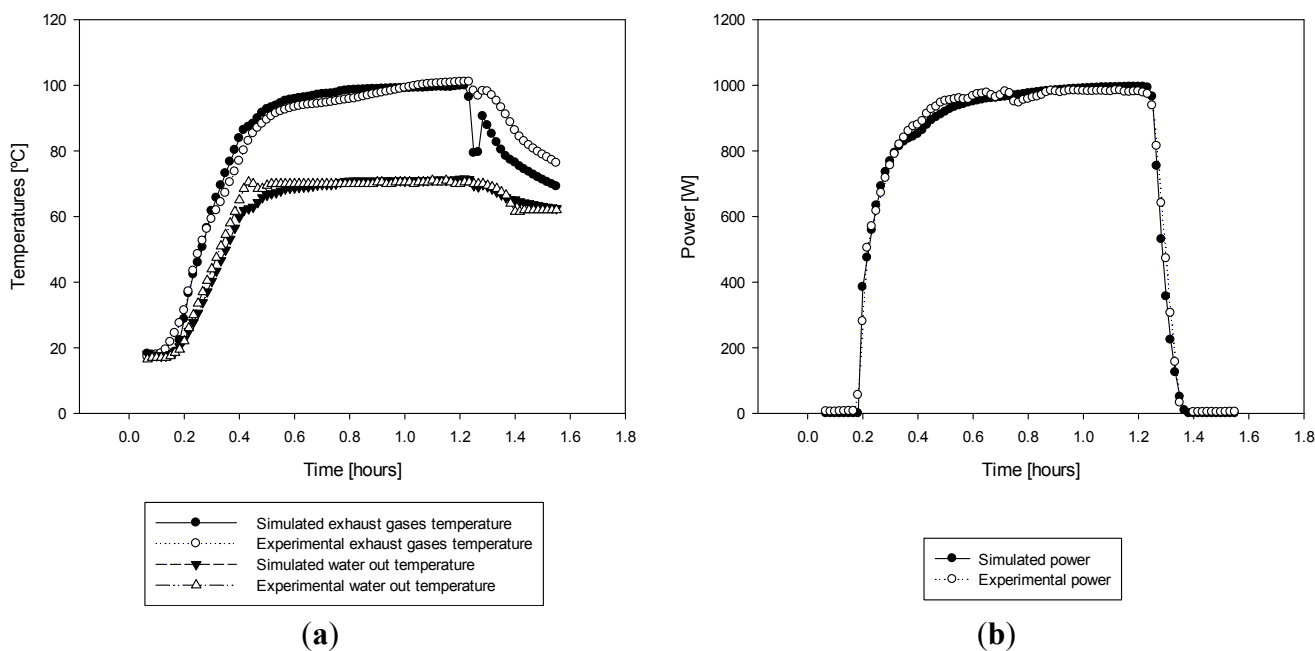 120
100
80
60
40
20
0
Temperatures [ºC]
0.0 0.2 0.4 0.6 0.8 1.0 1.2 1.4 1.6 1.8
Time [hours]
Simulated exhaust gases temperature
Experimental exhaust gases temperature
Simulated water out temperature
Experimental water out temperature
(a)
1200
1000
800
600
400
200
0
Power [W]
0.0 0.2 0.4 0.6 0.8 1.0 1.2 1.4 1.6 1.8
Time [hours]
Simulated power
Experimental power
(b)